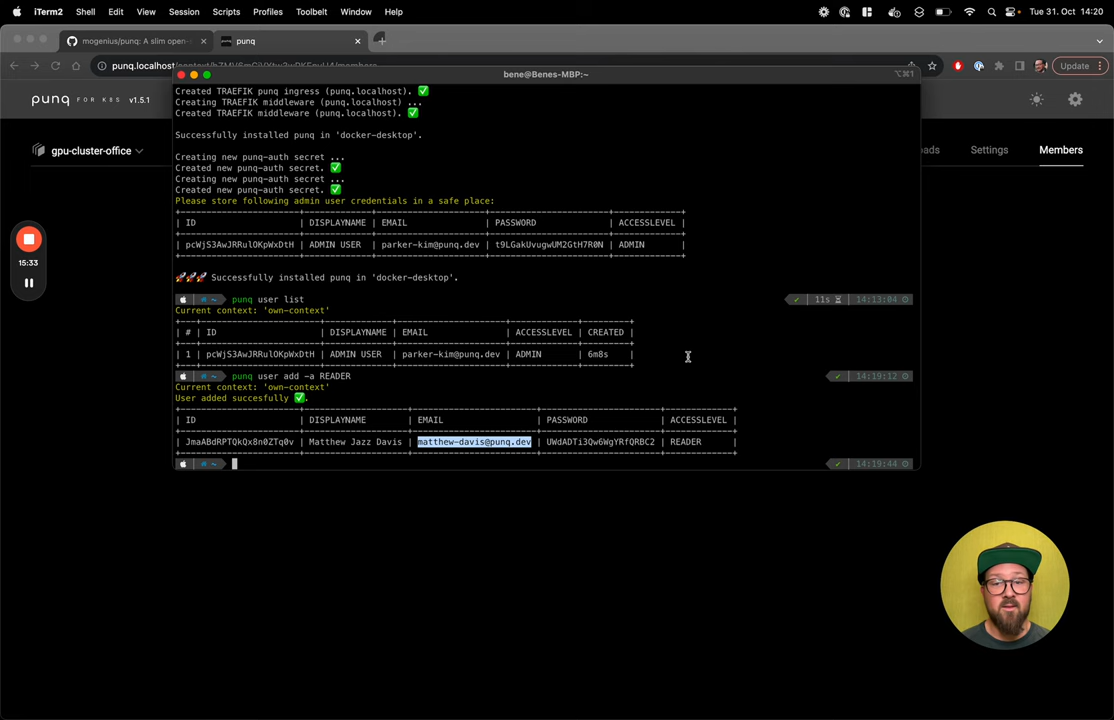 iTerm2 Shell Edit View Session Scripts Profiles Toolbelt Window Help Tue 31. Oct 14:20
mogenius/punq: A slim open- punq
punq.localhost Update
bene@Benes-MBP:~ ⌥⌘1
punq FOR K8S v1.5.1
gpu-cluster-office oads Settings Members
15:33
Created TRAEFIK punq ingress (punq.localhost). ✅
Creating TRAEFIK middleware (punq.localhost) ...
Created TRAEFIK middleware (punq.localhost). ✅
Successfully installed punq in 'docker-desktop'.
Creating new punq-auth secret ...
Created new punq-auth secret. ✅
Creating new punq-auth secret ...
Created new punq-auth secret. ✅
Please store following admin user credentials in a safe place:
| ID | DISPLAYNAME | EMAIL | PASSWORD | ACCESSLEVEL |
| pcWjS3AwJRRulOKpWxDtH | ADMIN USER | parker-kim@punq.dev | t9LGakUvugwUM2GtH7R0N | ADMIN |
🚀🚀🚀 Successfully installed punq in 'docker-desktop'.
~ punq user list ✓ 11s 14:13:04
Current context: 'own-context'
| # | ID | DISPLAYNAME | EMAIL | ACCESSLEVEL | CREATED |
| 1 | pcWjS3AwJRRulOKpWxDtH | ADMIN USER | parker-kim@punq.dev | ADMIN | 6m8s |
~ punq user add -a READER ✓ 14:19:12
Current context: 'own-context'
User added succesfully ✅.
| ID | DISPLAYNAME | EMAIL | PASSWORD | ACCESSLEVEL |
| JmaABdRPTQkQx8n0ZTq0v | Matthew Jazz Davis | matthew-davis@punq.dev | UWdADTi3Qw6WgYRfQRBC2 | READER |
~ ✓ 14:19:44